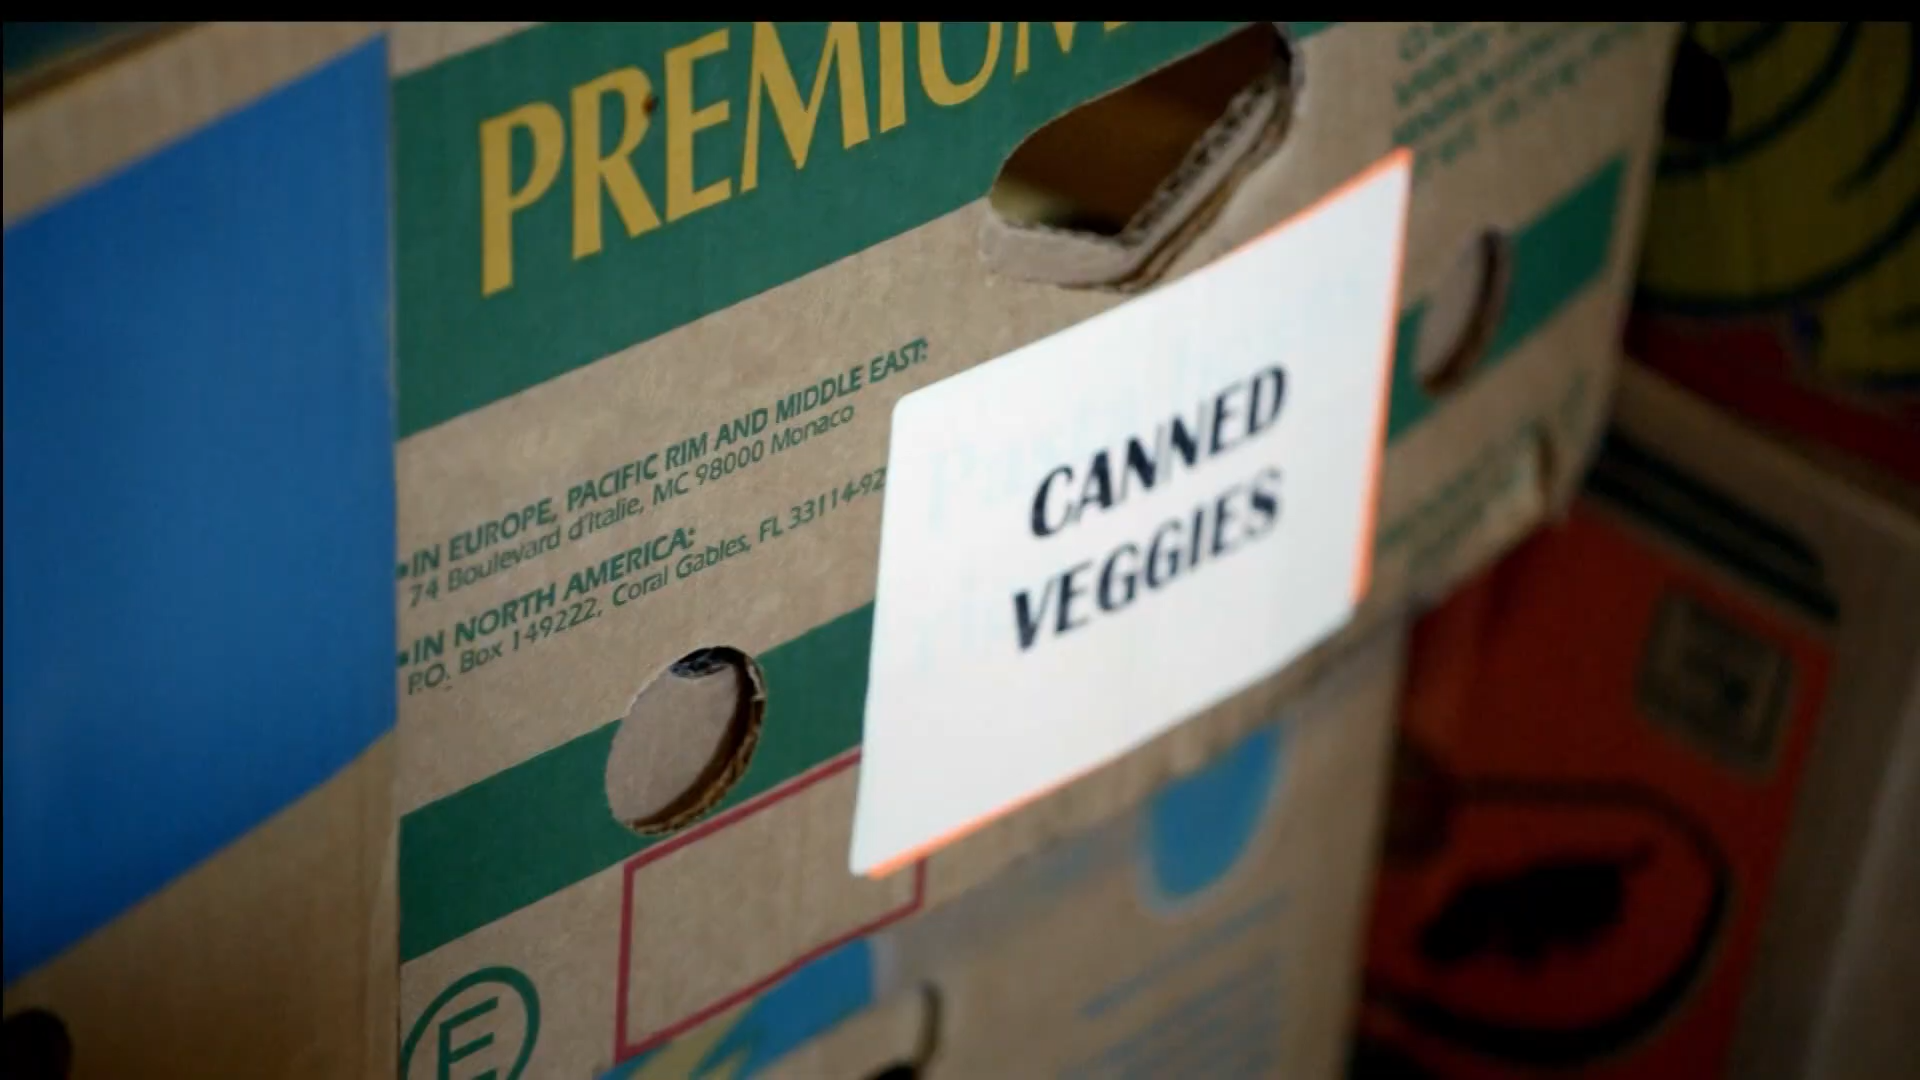 PREMIUM
•IN EUROPE, PACIFIC RIM AND MIDDLE EAST:
74 Boulevard d'Italie, MC 98000 Monaco
•IN NORTH AMERICA:
P.O. Box 149222, Coral Gables, FL 33114-92
CANNED
VEGGIES
E